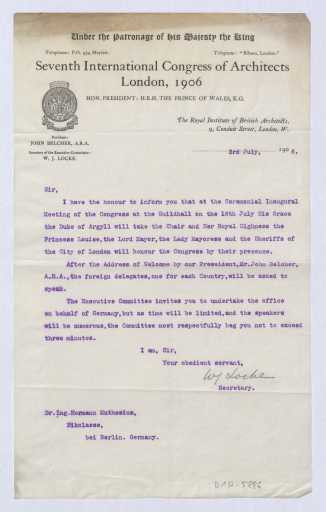 Under the Patronage of His Majesty the King
Telephone: P.O. 434 Mayfair.
Telegrams: "Ribazo, London."
Seventh International Congress of Architects
London, 1906
HON. PRESIDENT: H.R.H. THE PRINCE OF WALES, K.G.
President:
JOHN BELCHER, A.R.A.
Secretary of the Executive Committee:
W. J. LOCKE.
The Royal Institute of British Architects,
9, Conduit Street, London, W.
3rd July, 1906.
Sir,
I have the honour to inform you that at the Ceremonial Inaugural
Meeting of the Congress at the Guildhall on the 16th July His Grace
the Duke of Argyll will take the Chair and Her Royal Highness the
Princess Louise, the Lord Mayor, the Lady Mayoress and the Sheriffs of
the City of London will honour the Congress by their presence.
After the Address of Welcome by our President, Mr. John Belcher,
A.R.A., the foreign delegates, one for each Country, will be asked to
speak.
The Executive Committee invites you to undertake the office
on behalf of Germany, but as time will be limited, and the speakers
will be numerous, the Committee most respectfully beg you not to exceed
three minutes.
I am, Sir,
Your obedient servant,
WJ Locke
Secretary.
Dr. Ing. Hermann Muthesius,
Nikolasee,
bei Berlin. Germany.